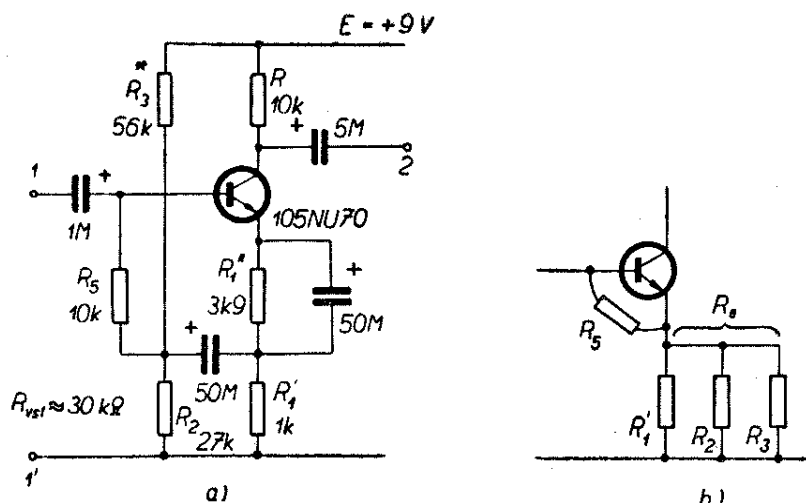 E = +9 V
R3*
56k
R
10k
+
5M
2
1
+
1M
105NU70
R5
10k
R1*
3k9
+
50M
+
50M
Rvst ≈ 30 kΩ
R2
27k
R1'
1k
1'
a)
R5
Re
R1'
R2
R3
b)